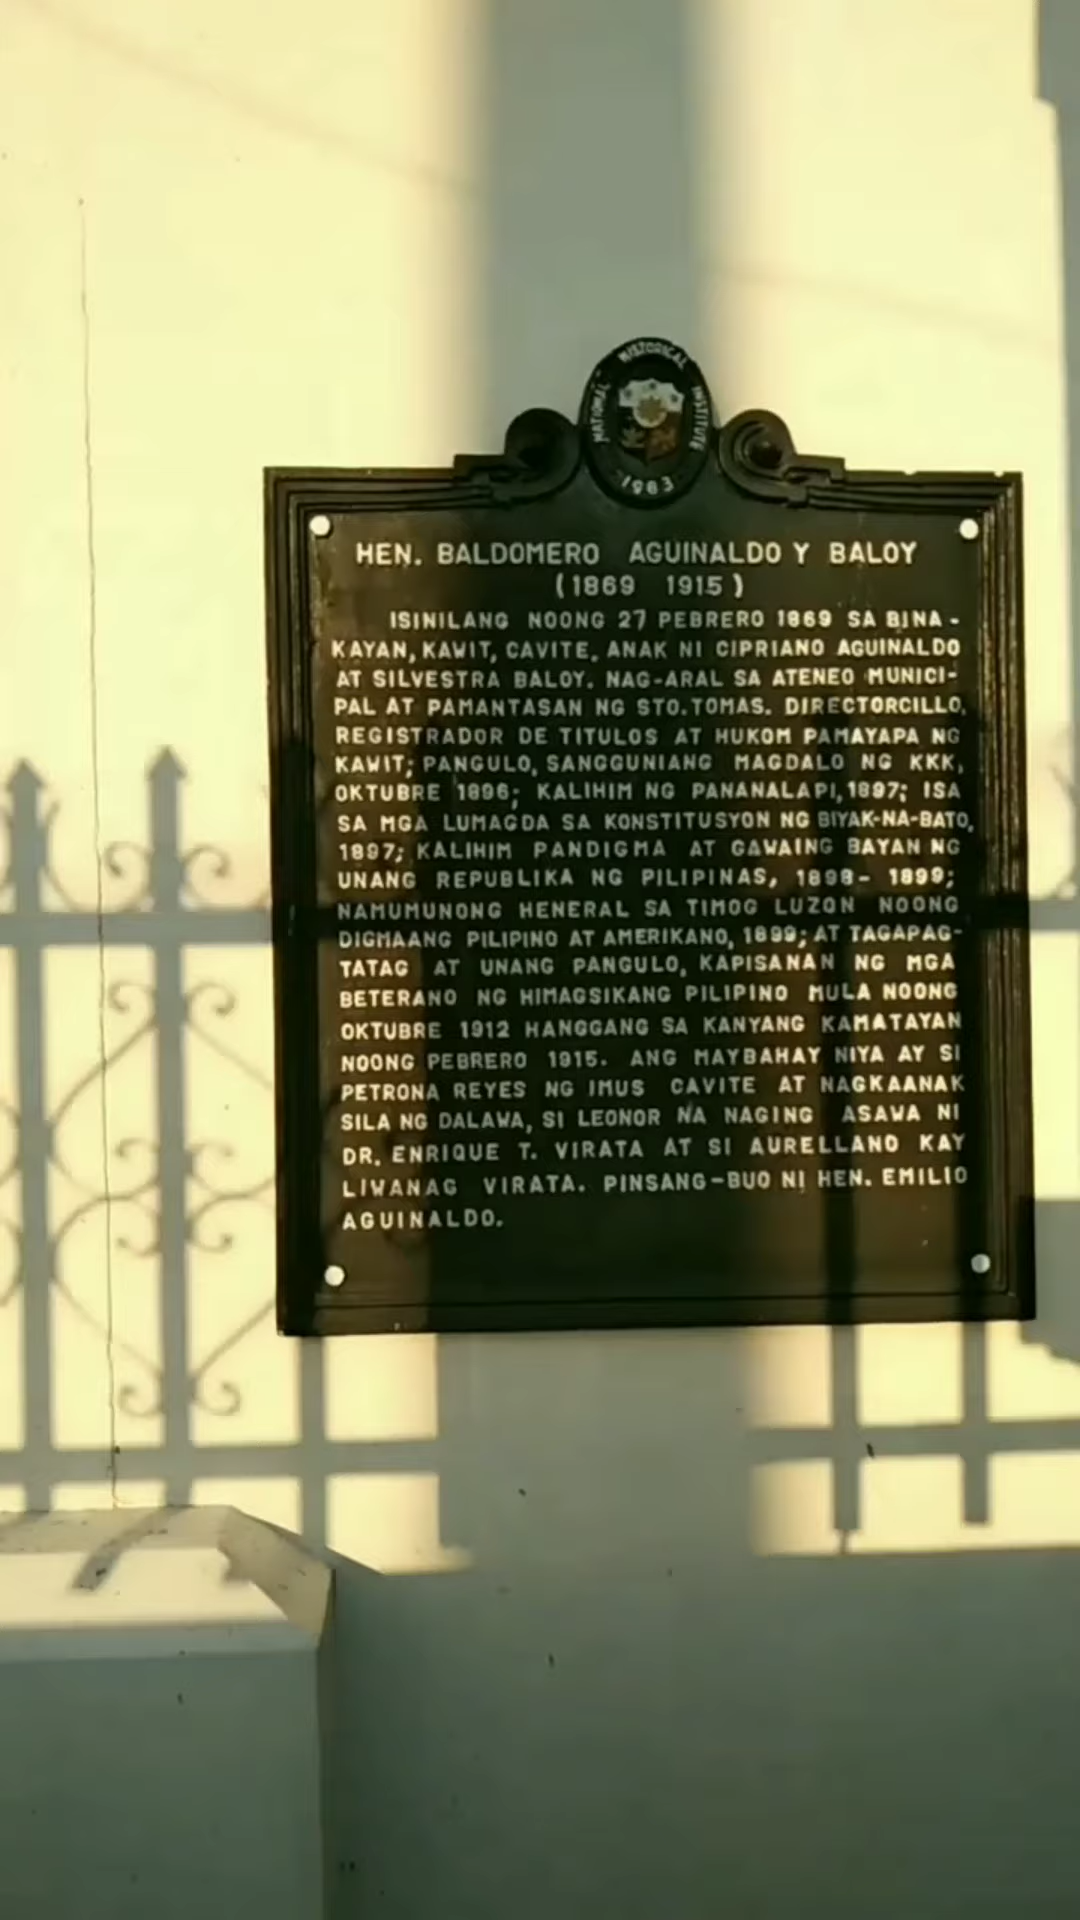 NATIONAL HISTORICAL INSTITUTE
1983
HEN. BALDOMERO AGUINALDO Y BALOY
(1869 1915)
ISINILANG NOONG 27 PEBRERO 1869 SA BINA-
KAYAN, KAWIT, CAVITE, ANAK NI CIPRIANO AGUINALDO
AT SILVESTRA BALOY. NAG-ARAL SA ATENEO MUNICI-
PAL AT PAMANTASAN NG STO. TOMAS. DIRECTORCILLO,
REGISTRADOR DE TITULOS AT HUKOM PAMAYAPA NG
KAWIT; PANGULO, SANGGUNIANG MAGDALO NG KKK,
OKTUBRE 1896; KALIHIM NG PANANALAPI, 1897; ISA
SA MGA LUMAGDA SA KONSTITUSYON NG BIYAK-NA-BATO,
1897; KALIHIM PANDIGMA AT GAWAING BAYAN NG
UNANG REPUBLIKA NG PILIPINAS, 1898- 1899;
NAMUMUNONG HENERAL SA TIMOG LUZON NOONG
DIGMAANG PILIPINO AT AMERIKANO, 1899; AT TAGAPAG-
TATAG AT UNANG PANGULO, KAPISANAN NG MGA
BETERANO NG HIMAGSIKANG PILIPINO MULA NOONG
OKTUBRE 1912 HANGGANG SA KANYANG KAMATAYAN
NOONG PEBRERO 1915. ANG MAYBAHAY NIYA AY SI
PETRONA REYES NG IMUS CAVITE AT NAGKAANAK
SILA NG DALAWA, SI LEONOR NA NAGING ASAWA NI
DR. ENRIQUE T. VIRATA AT SI AURELLANO KAY
LIWANAG VIRATA. PINSANG-BUO NI HEN. EMILIO
AGUINALDO.